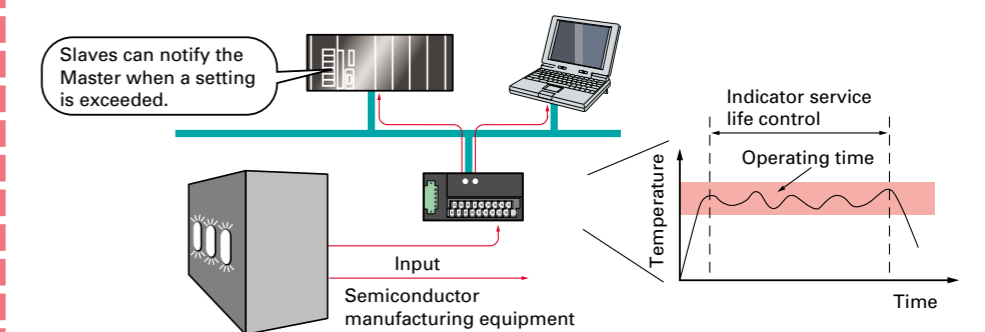 Slaves can notify the
Master when a setting
is exceeded.
Indicator service
life control
Operating time
Temperature
Time
Input
Semiconductor
manufacturing equipment